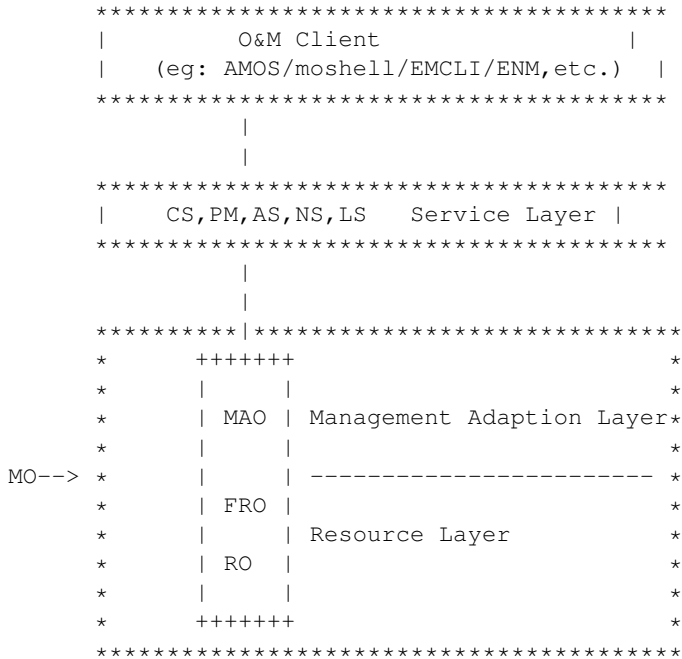 O&M Client
(eg: AMOS/moshell/EMCLI/ENM,etc.)
CS,PM,AS,NS,LS Service Layer
MAO Management Adaption Layer
MO-->
FRO
Resource Layer
RO